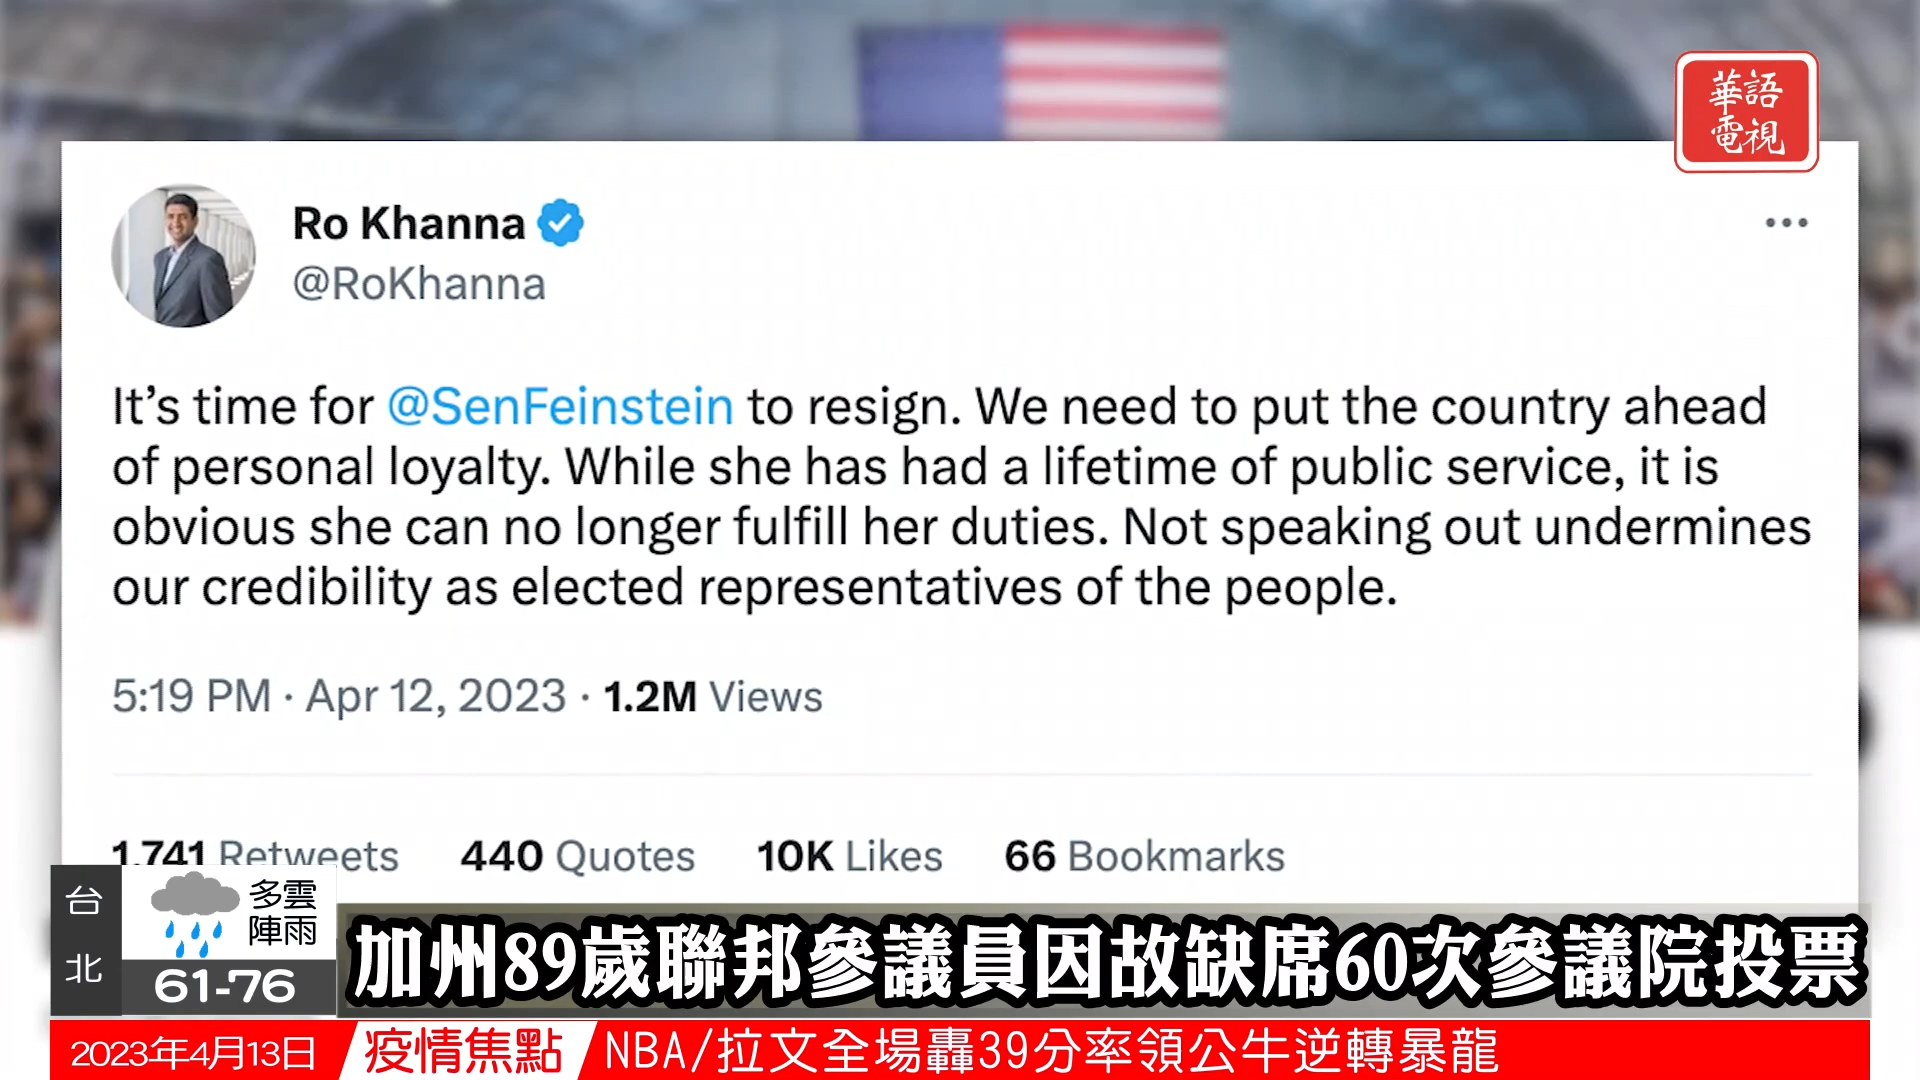 華語
電視
Ro Khanna
@RoKhanna
It’s time for @SenFeinstein to resign. We need to put the country ahead
of personal loyalty. While she has had a lifetime of public service, it is
obvious she can no longer fulfill her duties. Not speaking out undermines
our credibility as elected representatives of the people.
5:19 PM · Apr 12, 2023 · 1.2M Views
1,741 Retweets 440 Quotes 10K Likes 66 Bookmarks
台北
多雲
陣雨
61-76
加州89歲聯邦參議員因故缺席60次參議院投票
2023年4月13日 疫情焦點 NBA/拉文全場轟39分率領公牛逆轉暴龍